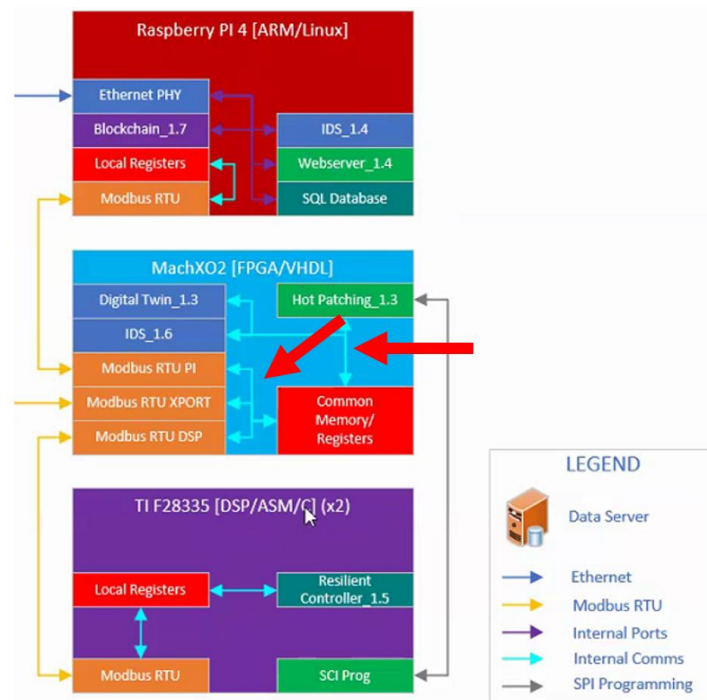 Raspberry PI 4 [ARM/Linux]
Ethernet PHY
Blockchain_1.7
IDS_1.4
Local Registers
Webserver_1.4
Modbus RTU
SQL Database
MachXO2 [FPGA/VHDL]
Digital Twin_1.3
Hot Patching_1.3
IDS_1.6
Modbus RTU PI
Modbus RTU XPORT
Common
Memory/
Registers
Modbus RTU DSP
TI F28335 [DSP/ASM/C] (x2)
Local Registers
Resilient
Controller_1.5
Modbus RTU
SCI Prog
LEGEND
Data Server
Ethernet
Modbus RTU
Internal Ports
Internal Comms
SPI Programming